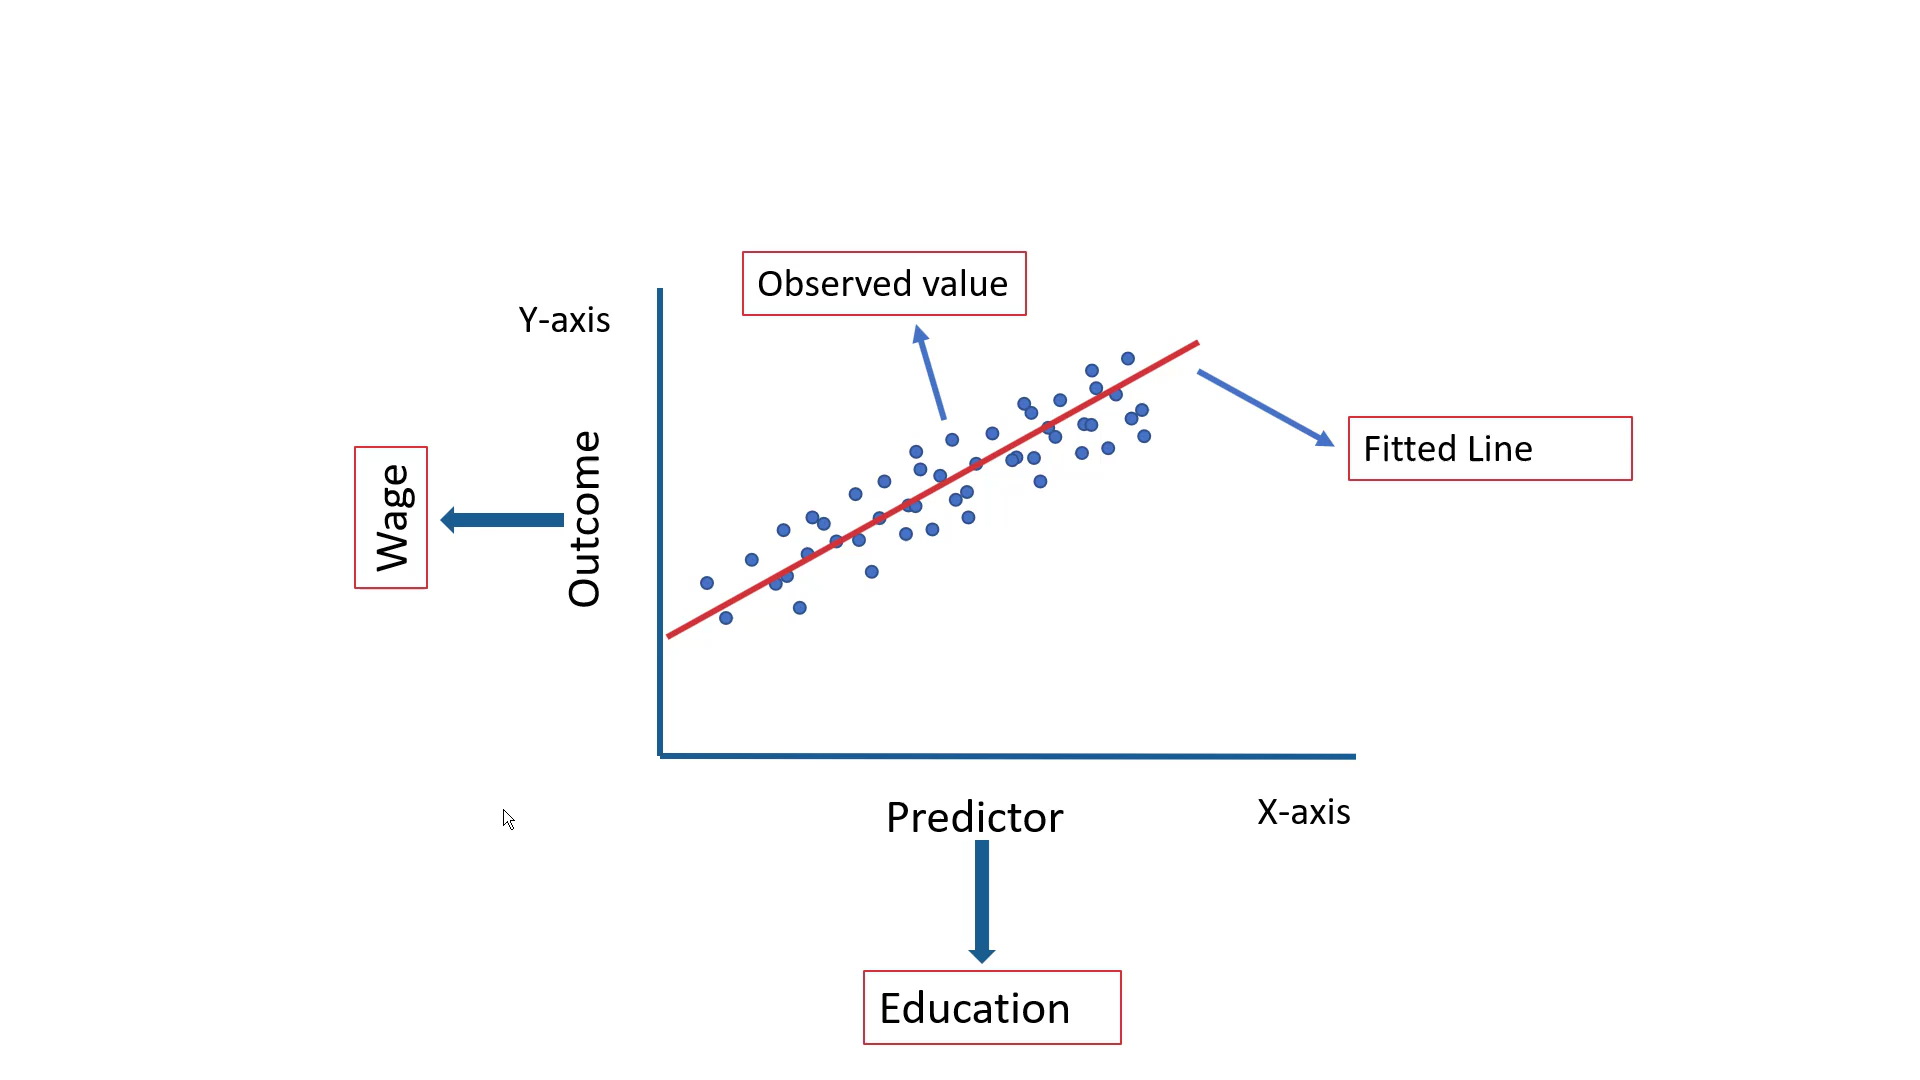 Observed value
Y-axis
Fitted Line
Outcome
Wage
Predictor
X-axis
Education